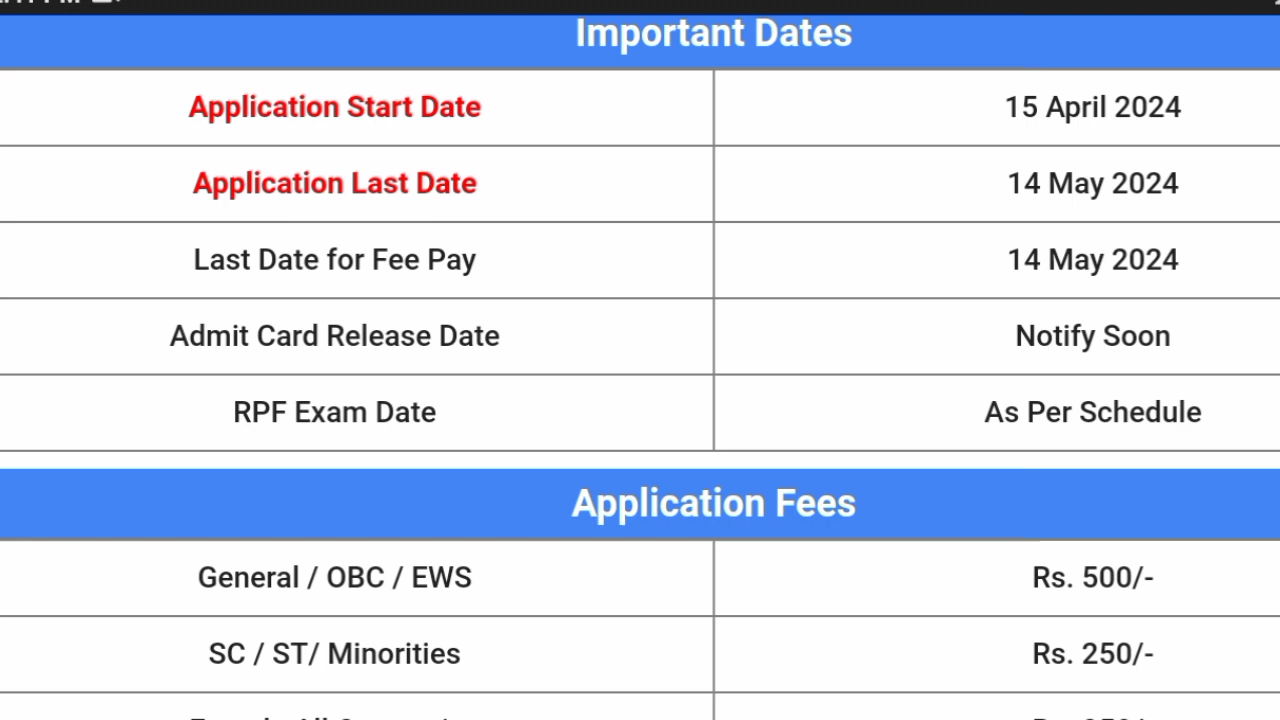 Important Dates
Application Start Date 15 April 2024
Application Last Date 14 May 2024
Last Date for Fee Pay 14 May 2024
Admit Card Release Date Notify Soon
RPF Exam Date As Per Schedule
Application Fees
General / OBC / EWS Rs. 500/-
SC / ST/ Minorities Rs. 250/-